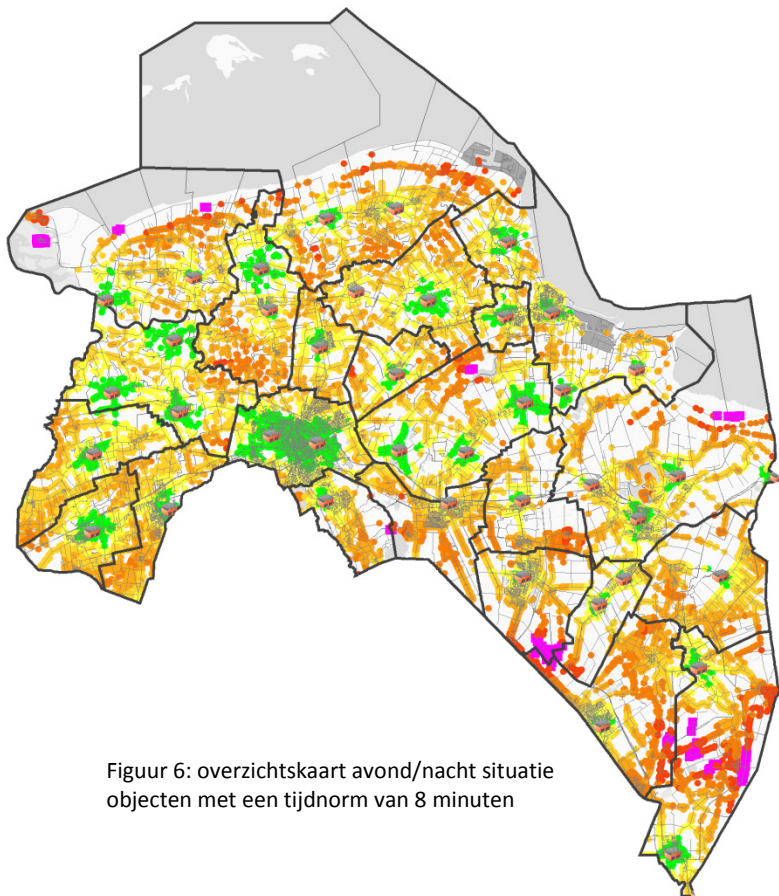 Figuur 6: overzichtskaart avond/nacht situatie
objecten met een tijdnorm van 8 minuten